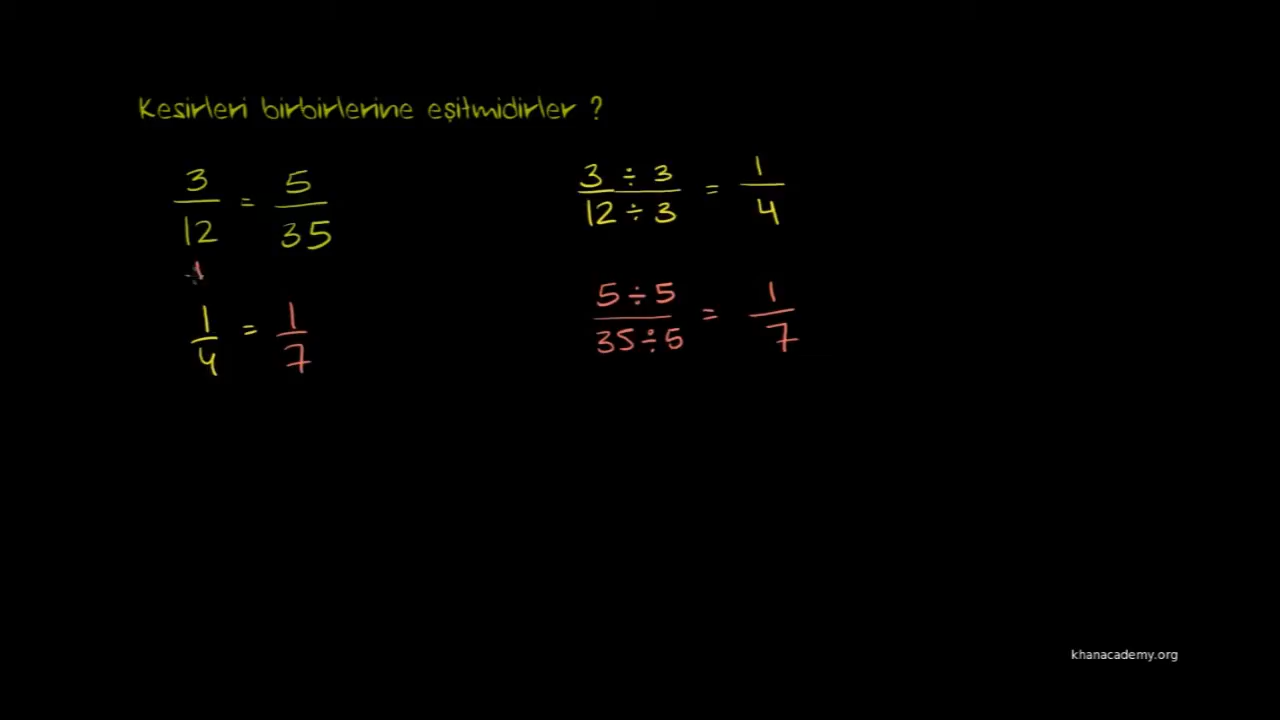 Kesirleri birbirlerine eşitmidirler ?
3/12 = 5/35
1/4 = 1/7
3 ÷ 3 / 12 ÷ 3 = 1/4
5 ÷ 5 / 35 ÷ 5 = 1/7
khanacademy.org